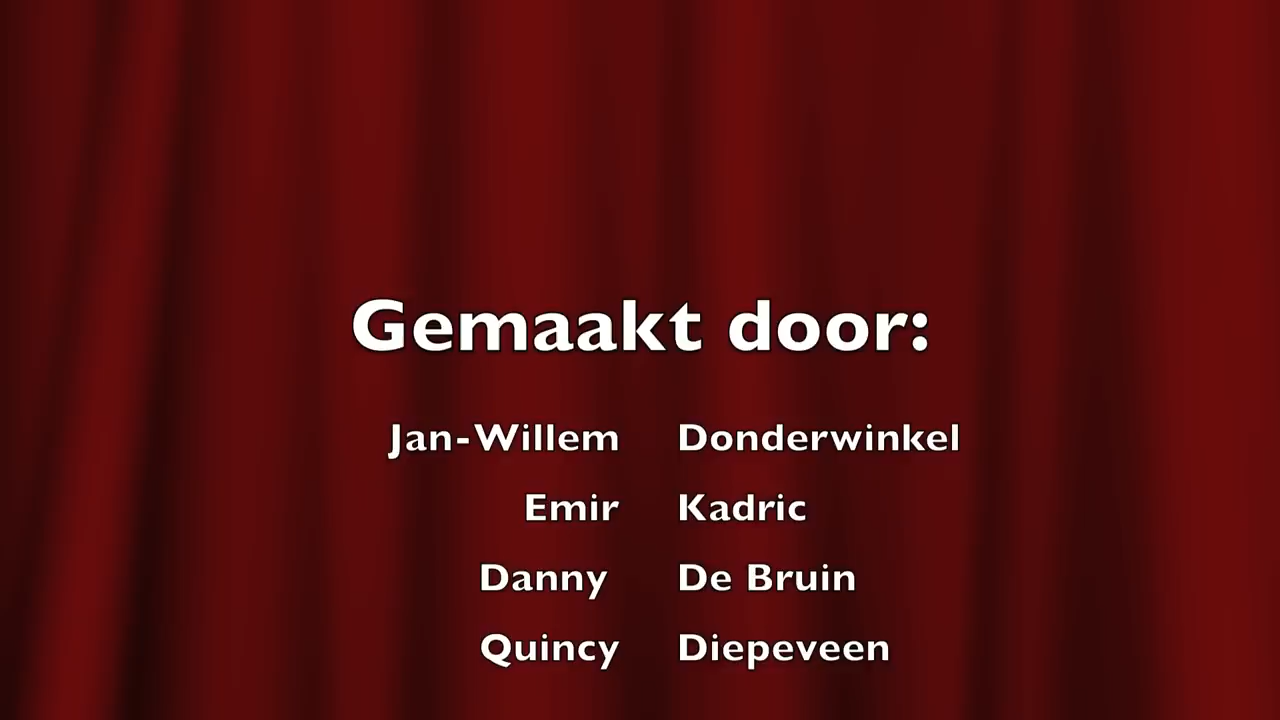 Gemaakt door:
Jan-Willem Donderwinkel
Emir Kadric
Danny De Bruin
Quincy Diepeveen